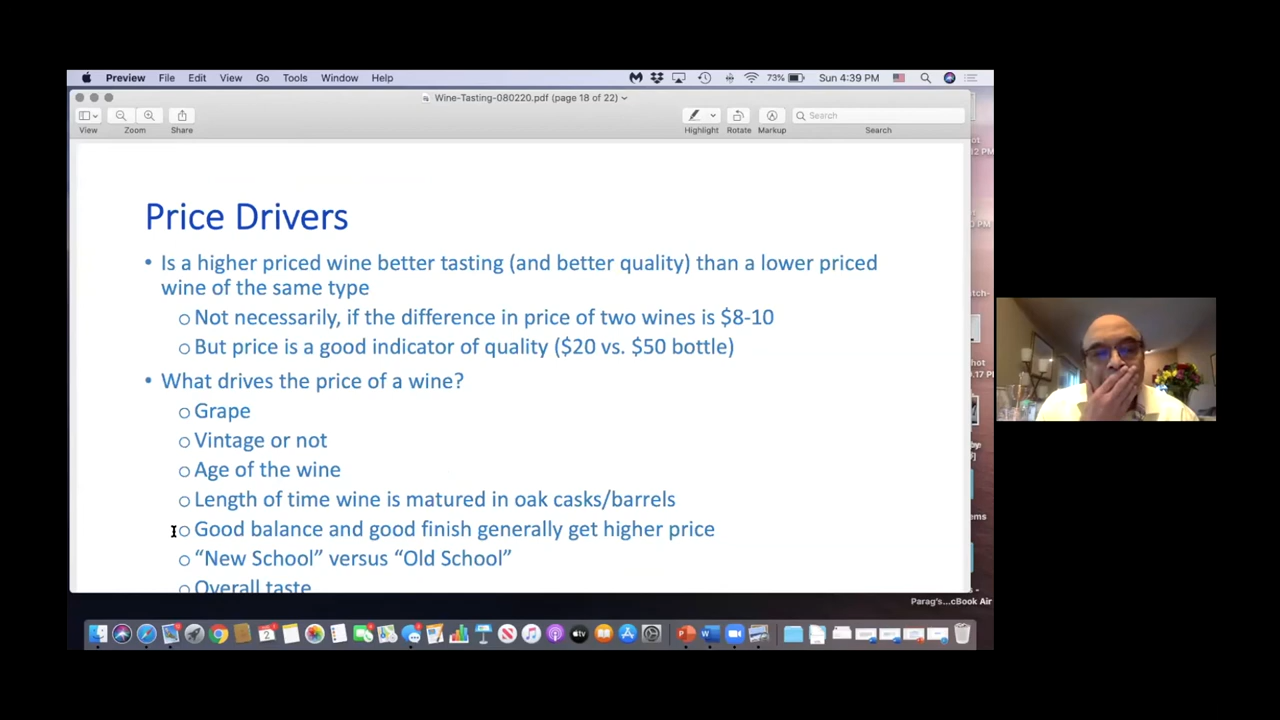 Preview File Edit View Go Tools Window Help 73% Sun 4:39 PM
Wine-Tasting-080220.pdf (page 18 of 22)
View Zoom Share Highlight Rotate Markup Search
Search
Price Drivers
• Is a higher priced wine better tasting (and better quality) than a lower priced
wine of the same type
o Not necessarily, if the difference in price of two wines is $8-10
o But price is a good indicator of quality ($20 vs. $50 bottle)
• What drives the price of a wine?
o Grape
o Vintage or not
o Age of the wine
o Length of time wine is matured in oak casks/barrels
o Good balance and good finish generally get higher price
o “New School” versus “Old School”
o Overall taste
Parag's...cBook Air